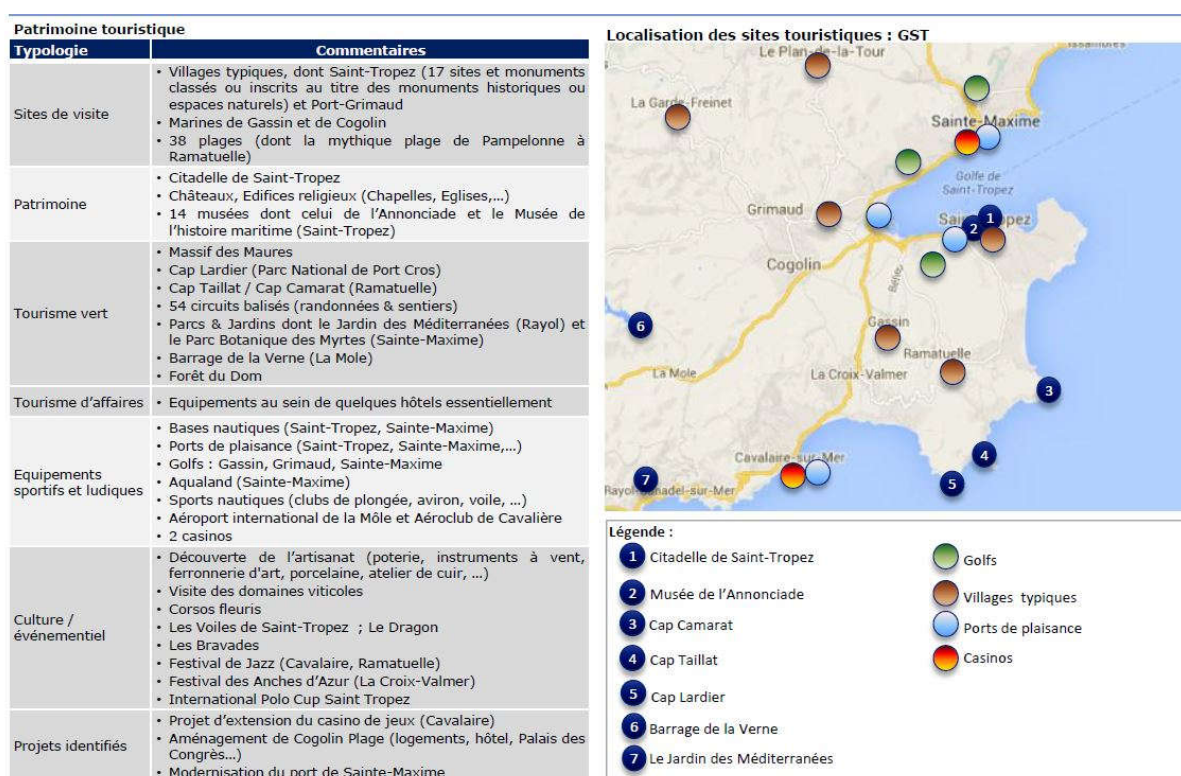 Patrimoine touristique
Typologie
Commentaires
Sites de visite
• Villages typiques, dont Saint-Tropez (17 sites et monuments
classés ou inscrits au titre des monuments historiques ou
espaces naturels) et Port-Grimaud
• Marines de Gassin et de Cogolin
• 38 plages (dont la mythique plage de Pampelonne à
Ramatuelle)
Patrimoine
• Citadelle de Saint-Tropez
• Châteaux, Edifices religieux (Chapelles, Eglises,...)
• 14 musées dont celui de l'Annonciade et le Musée de
l'histoire maritime (Saint-Tropez)
Tourisme vert
• Massif des Maures
• Cap Lardier (Parc National de Port Cros)
• Cap Taillat / Cap Camarat (Ramatuelle)
• 54 circuits balisés (randonnées & sentiers)
• Parcs & Jardins dont le Jardin des Méditerranées (Rayol) et
le Parc Botanique des Myrtes (Sainte-Maxime)
• Barrage de la Verne (La Mole)
• Forêt du Dom
Tourisme d'affaires
• Equipements au sein de quelques hôtels essentiellement
Equipements
sportifs et ludiques
• Bases nautiques (Saint-Tropez, Sainte-Maxime)
• Ports de plaisance (Saint-Tropez, Sainte-Maxime,...)
• Golfs : Gassin, Grimaud, Sainte-Maxime
• Aqualand (Sainte-Maxime)
• Sports nautiques (clubs de plongée, aviron, voile, ...)
• Aéroport international de la Môle et Aéroclub de Cavalière
• 2 casinos
Culture /
événementiel
• Découverte de l'artisanat (poterie, instruments à vent,
ferronnerie d'art, porcelaine, atelier de cuir, ...)
• Visite des domaines viticoles
• Corsos fleuris
• Les Voiles de Saint-Tropez ; Le Dragon
• Les Bravades
• Festival de Jazz (Cavalaire, Ramatuelle)
• Festival des Anches d'Azur (La Croix-Valmer)
• International Polo Cup Saint Tropez
Projets identifiés
• Projet d'extension du casino de jeux (Cavalaire)
• Aménagement de Cogolin Plage (logements, hôtel, Palais des
Congrès...)
• Modernisation du port de Sainte-Maxime
Localisation des sites touristiques : GST
Issambres
Le Plan-de-la-Tour
La Garde-Freinet
Sainte-Maxime
Golfe de
Saint-Tropez
Grimaud
1
2
Cogolin
6
Gassin
Ramatuelle
La Mole
La Croix-Valmer
3
Cavalaire-sur-Mer
4
5
7
Légende :
1 Citadelle de Saint-Tropez
2 Musée de l'Annonciade
3 Cap Camarat
4 Cap Taillat
5 Cap Lardier
6 Barrage de la Verne
7 Le Jardin des Méditerranées
Golfs
Villages typiques
Ports de plaisance
Casinos